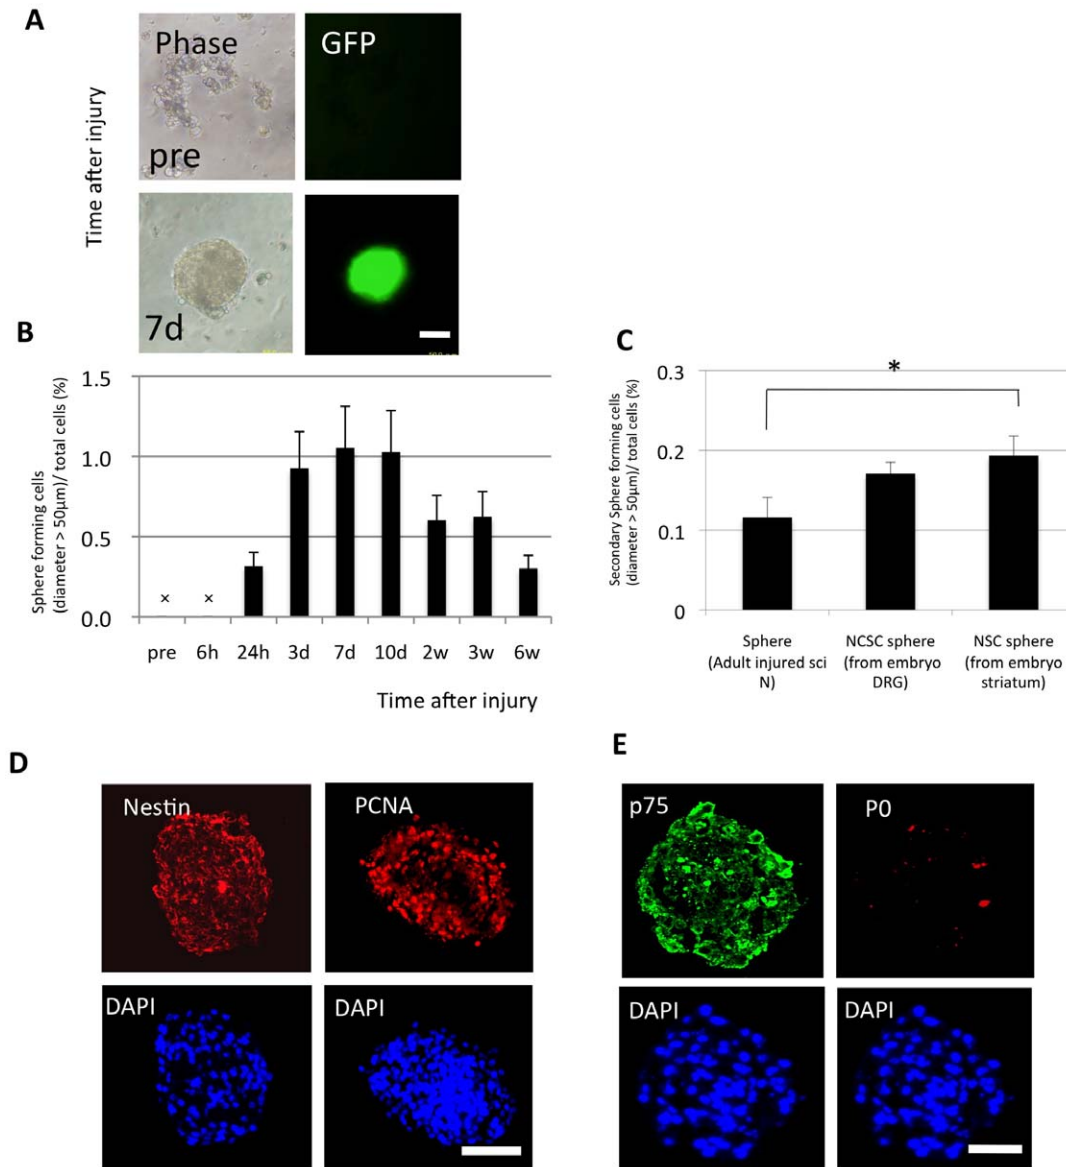 A
Time after injury
Phase
GFP
pre
7d
B
Sphere forming cells
(diameter > 50μm)/ total cells (%)
1.5
1.0
0.5
0.0
× ×
pre 6h 24h 3d 7d 10d 2w 3w 6w
Time after injury
C
Secondary Sphere forming cells
(diameter > 50μm)/ total cells (%)
0.3
0.2
0.1
0
*
Sphere
(Adult injured sci
N)
NCSC sphere
(from embryo
DRG)
NSC sphere
(from embryo
striatum)
D
Nestin
PCNA
DAPI
DAPI
E
p75
P0
DAPI
DAPI